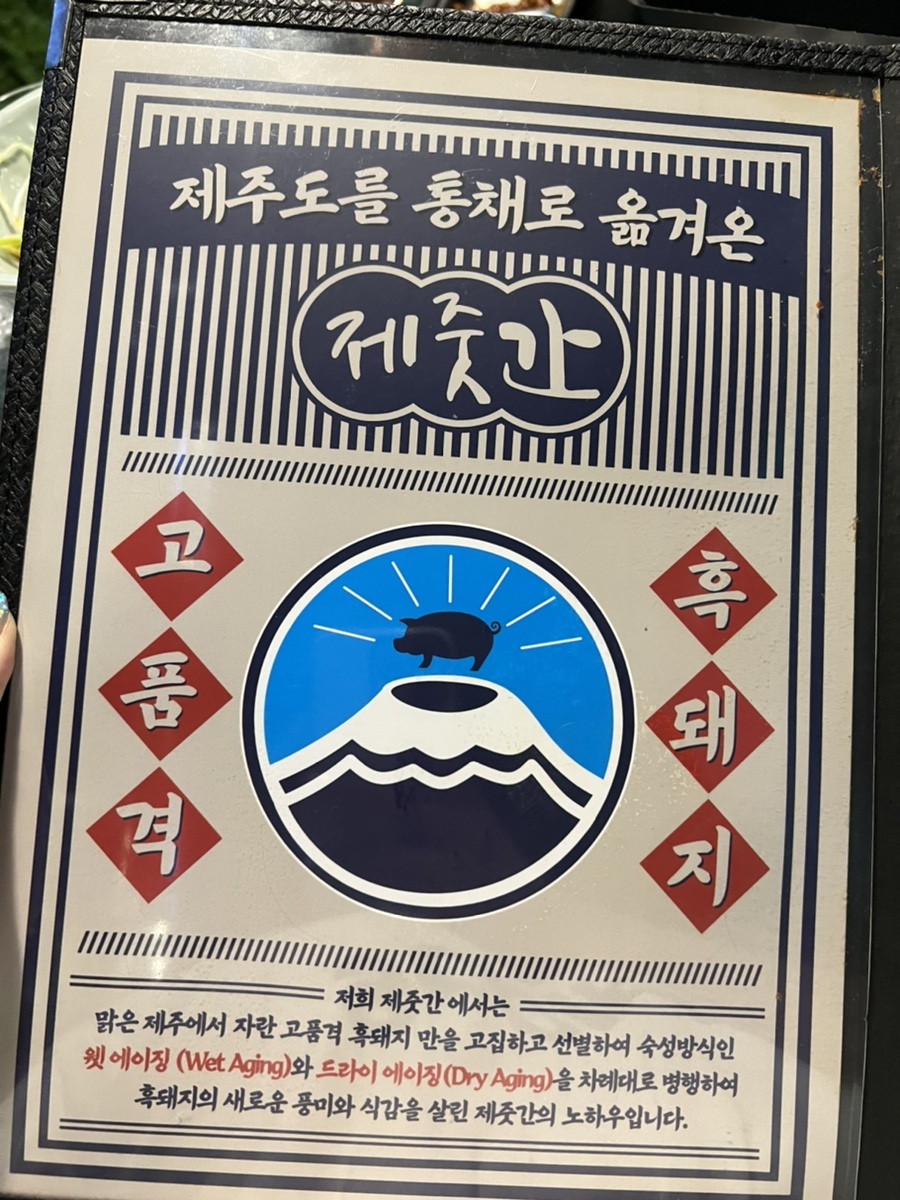 제주도를 통채로 옮겨온
제줏간
고품격
흑돼지
저희 제줏간 에서는
맑은 제주에서 자란 고품격 흑돼지 만을 고집하고 선별하여 숙성방식인
웻 에이징 (Wet Aging)와 드라이 에이징(Dry Aging)을 차례대로 병행하여
흑돼지의 새로운 풍미와 식감을 살린 제줏간의 노하우입니다.